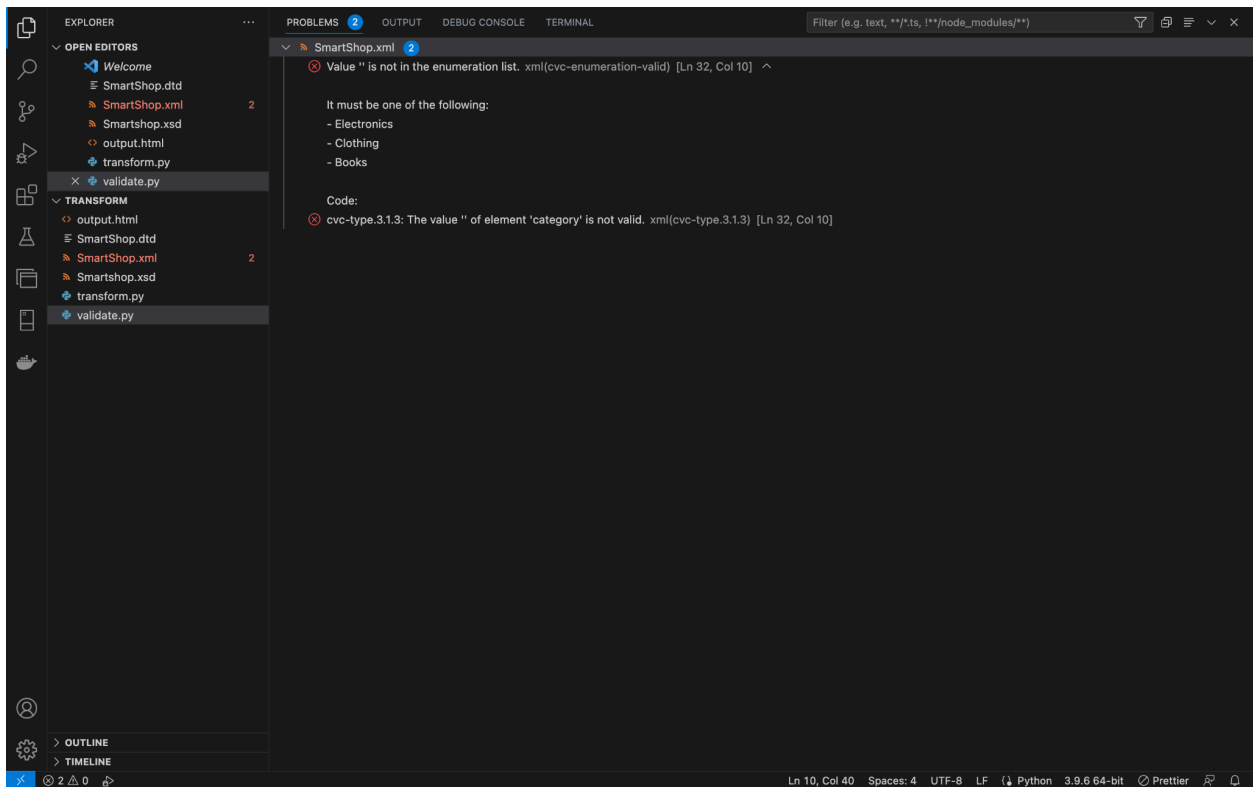 EXPLORER ...
OPEN EDITORS
Welcome
SmartShop.dtd
SmartShop.xml 2
Smartshop.xsd
output.html
transform.py
validate.py
TRANSFORM
output.html
SmartShop.dtd
SmartShop.xml 2
Smartshop.xsd
transform.py
validate.py
OUTLINE
TIMELINE
PROBLEMS 2 OUTPUT DEBUG CONSOLE TERMINAL Filter (e.g. text, **/*.ts, !**/node_modules/**)
SmartShop.xml 2
Value '' is not in the enumeration list. xml(cvc-enumeration-valid) [Ln 32, Col 10]
It must be one of the following:
- Electronics
- Clothing
- Books
Code:
cvc-type.3.1.3: The value '' of element 'category' is not valid. xml(cvc-type.3.1.3) [Ln 32, Col 10]
2 0 Ln 10, Col 40 Spaces: 4 UTF-8 LF Python 3.9.6 64-bit Prettier